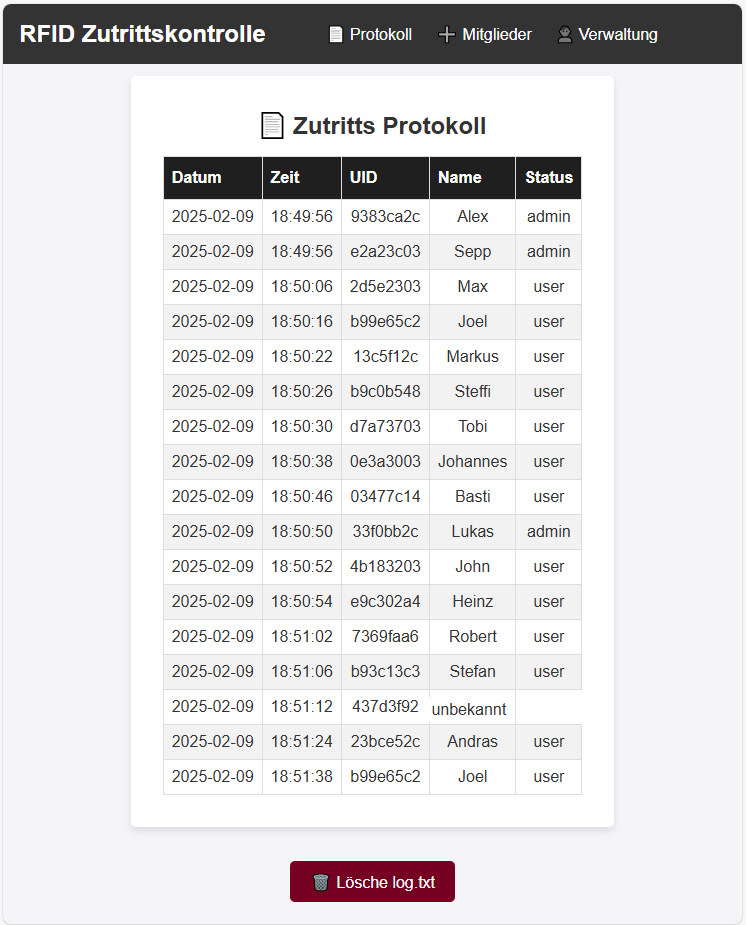 RFID Zutrittskontrolle Protokoll Mitglieder Verwaltung
Zutritts Protokoll
Datum Zeit UID Name Status
2025-02-09 18:49:56 9383ca2c Alex admin
2025-02-09 18:49:56 e2a23c03 Sepp admin
2025-02-09 18:50:06 2d5e2303 Max user
2025-02-09 18:50:16 b99e65c2 Joel user
2025-02-09 18:50:22 13c5f12c Markus user
2025-02-09 18:50:26 b9c0b548 Steffi user
2025-02-09 18:50:30 d7a73703 Tobi user
2025-02-09 18:50:38 0e3a3003 Johannes user
2025-02-09 18:50:46 03477c14 Basti user
2025-02-09 18:50:50 33f0bb2c Lukas admin
2025-02-09 18:50:52 4b183203 John user
2025-02-09 18:50:54 e9c302a4 Heinz user
2025-02-09 18:51:02 7369faa6 Robert user
2025-02-09 18:51:06 b93c13c3 Stefan user
2025-02-09 18:51:12 437d3f92 unbekannt
2025-02-09 18:51:24 23bce52c Andras user
2025-02-09 18:51:38 b99e65c2 Joel user
Lösche log.txt